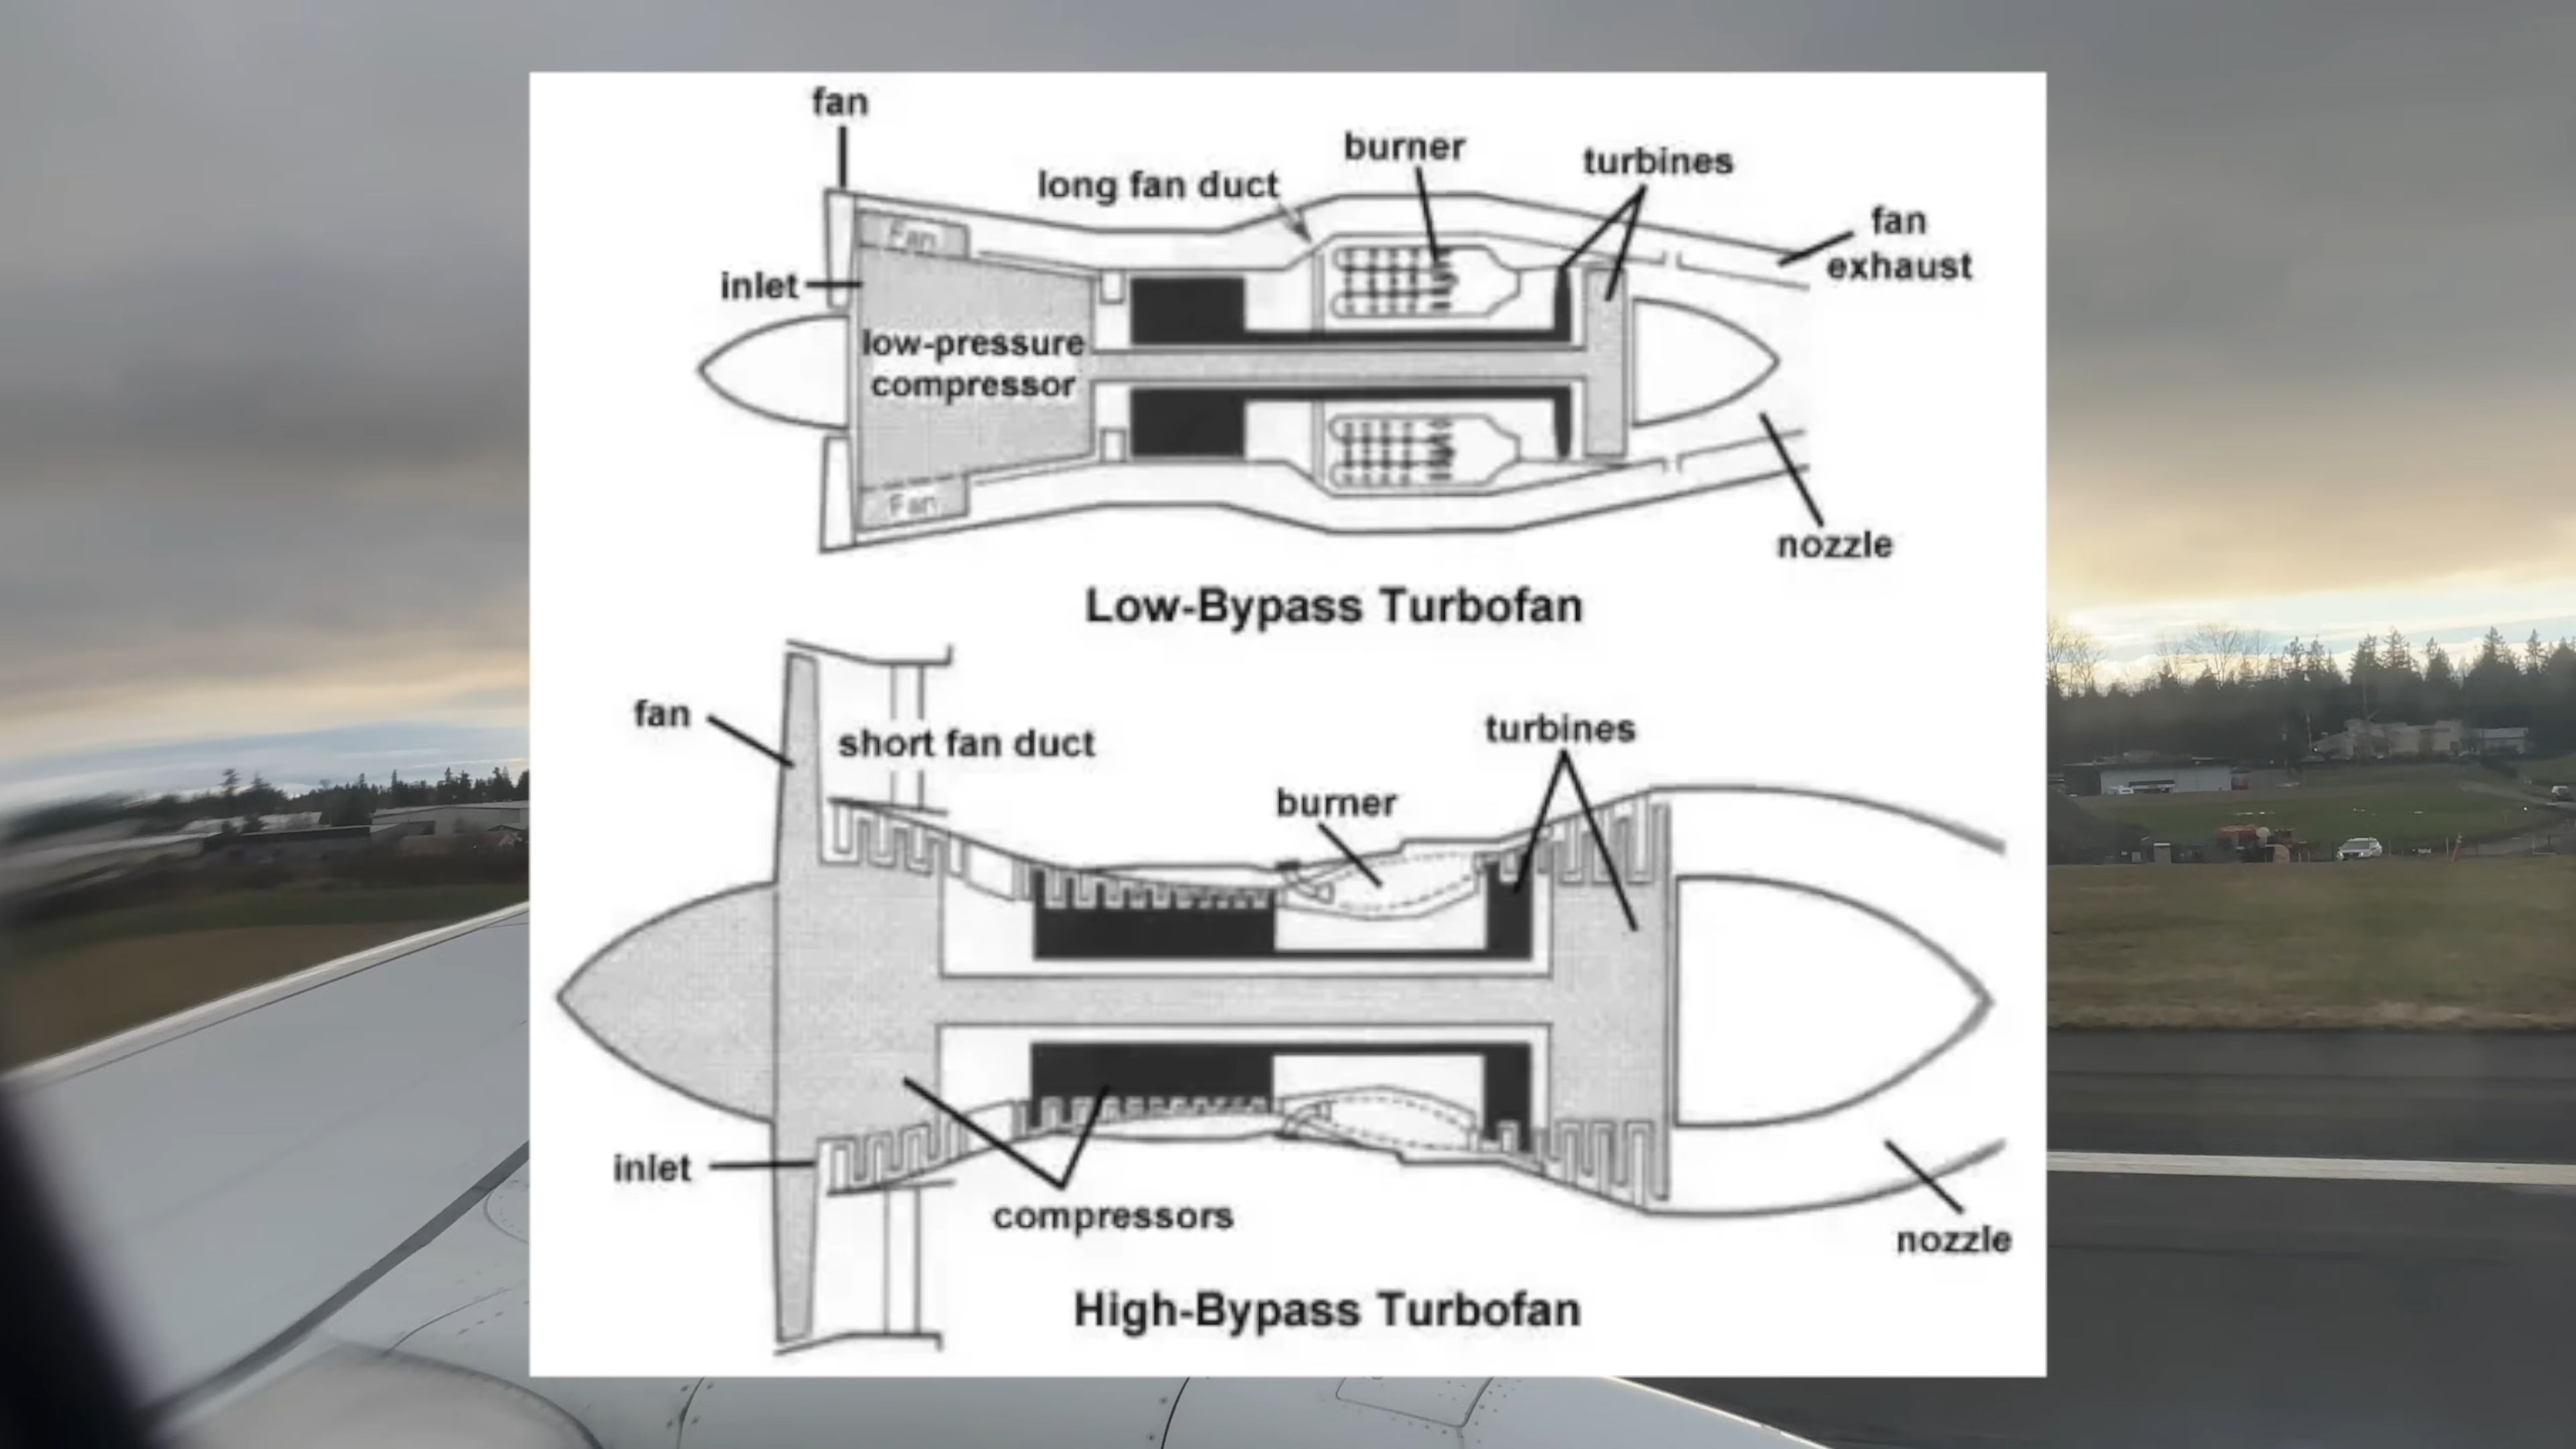 fan
burner
turbines
long fan duct
fan
exhaust
Fan
inlet
low-pressure
compressor
Fan
nozzle
Low-Bypass Turbofan
fan
short fan duct
turbines
burner
inlet
compressors
nozzle
High-Bypass Turbofan